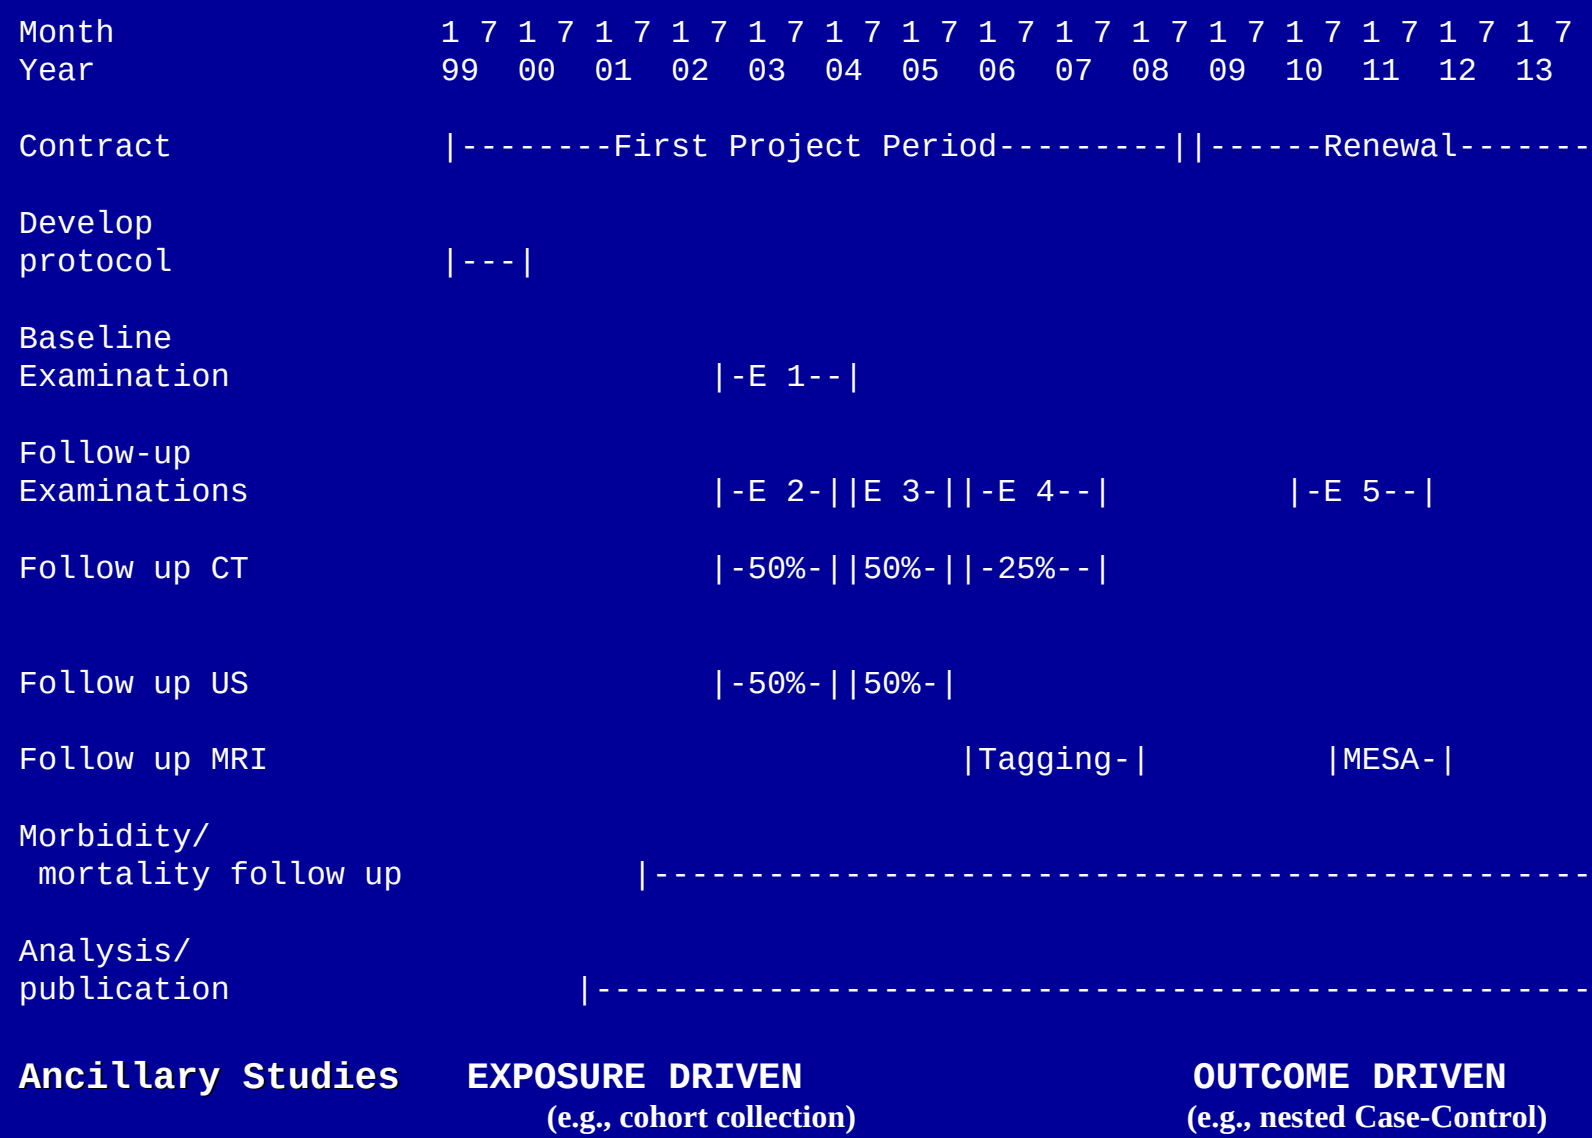 Month                 1 7 1 7 1 7 1 7 1 7 1 7 1 7 1 7 1 7 1 7 1 7 1 7 1 7 1 7 1 7
Year                  99  00  01  02  03  04  05  06  07  08  09  10  11  12  13
Contract              |--------First Project Period---------||------Renewal-------
Develop
protocol              |---|
Baseline
Examination                         |-E 1--|
Follow-up
Examinations                        |-E 2-||E 3-||-E 4--|         |-E 5--|
Follow up CT                        |-50%-||50%-||-25%--|
Follow up US                        |-50%-||50%-|
Follow up MRI                                    |Tagging-|         |MESA-|
Morbidity/
 mortality follow up            |-------------------------------------------------
Analysis/
publication                  |----------------------------------------------------
Ancillary Studies   EXPOSURE DRIVEN   OUTCOME DRIVEN
(e.g., cohort collection)   (e.g., nested Case-Control)